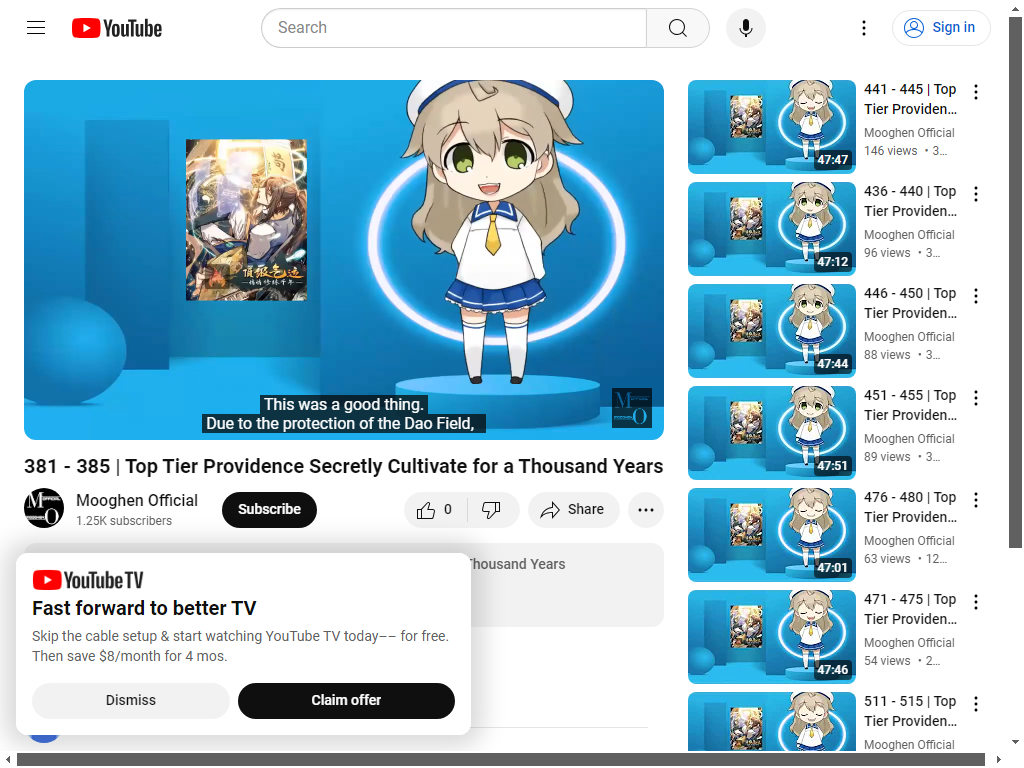 YouTube
Search
Sign in
頂級氣運
This was a good thing.
Due to the protection of the Dao Field,
381 - 385 | Top Tier Providence Secretly Cultivate for a Thousand Years
Mooghen Official
1.25K subscribers
Subscribe
0
Share
Thousand Years
YouTube TV
Fast forward to better TV
Skip the cable setup & start watching YouTube TV today–– for free.
Then save $8/month for 4 mos.
Dismiss
Claim offer
441 - 445 | Top
Tier Providen...
Mooghen Official
146 views • 3...
47:47
436 - 440 | Top
Tier Providen...
Mooghen Official
96 views • 3...
47:12
446 - 450 | Top
Tier Providen...
Mooghen Official
88 views • 3...
47:44
451 - 455 | Top
Tier Providen...
Mooghen Official
89 views • 3...
47:51
476 - 480 | Top
Tier Providen...
Mooghen Official
63 views • 12...
47:01
471 - 475 | Top
Tier Providen...
Mooghen Official
54 views • 2...
47:46
511 - 515 | Top
Tier Providen...
Mooghen Official